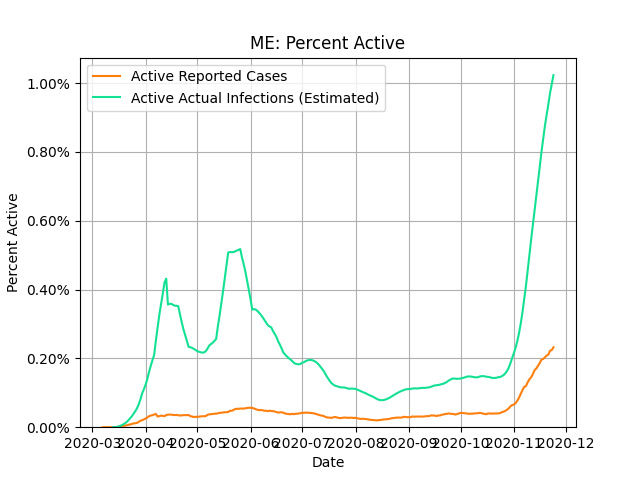 ME: Percent Active
Active Reported Cases
Active Actual Infections (Estimated)
1.00%
0.80%
0.60%
0.40%
0.20%
0.00%
Percent Active
2020-03 2020-04 2020-05 2020-06 2020-07 2020-08 2020-09 2020-10 2020-11 2020-12
Date